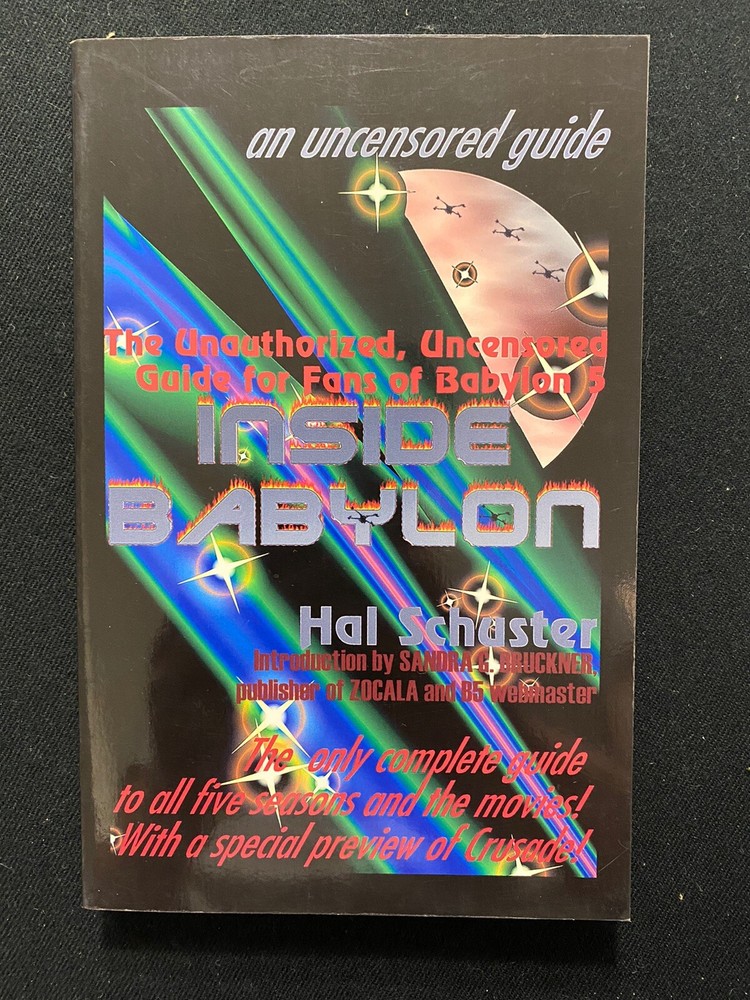 an uncensored guide
The Unauthorized, Uncensored
Guide for Fans of Babylon 5
INSIDE
BABYLON
Hal Schuster
Introduction by SANDRA C. BRUCKNER,
publisher of ZOCALA and B5 webmaster
The only complete guide
to all five seasons and the movies!
With a special preview of Crusade!